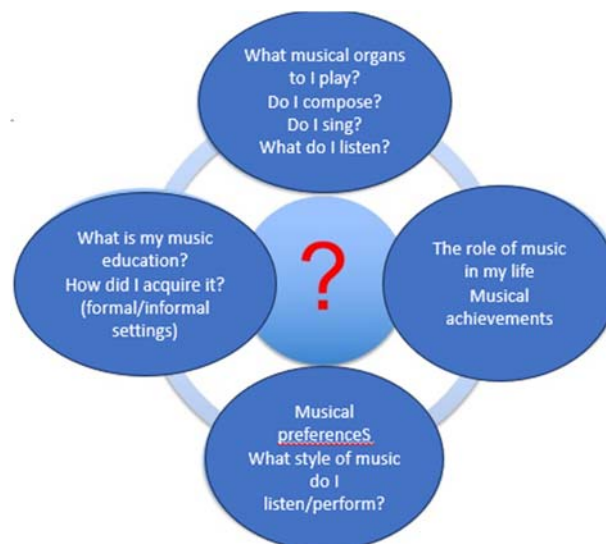 What musical organs
to I play?
Do I compose?
Do I sing?
What do I listen?
What is my music
education?
How did I acquire it?
(formal/informal
settings)
?
The role of music
in my life
Musical
achievements
Musical
preferenceS
What style of music
do I
listen/perform?